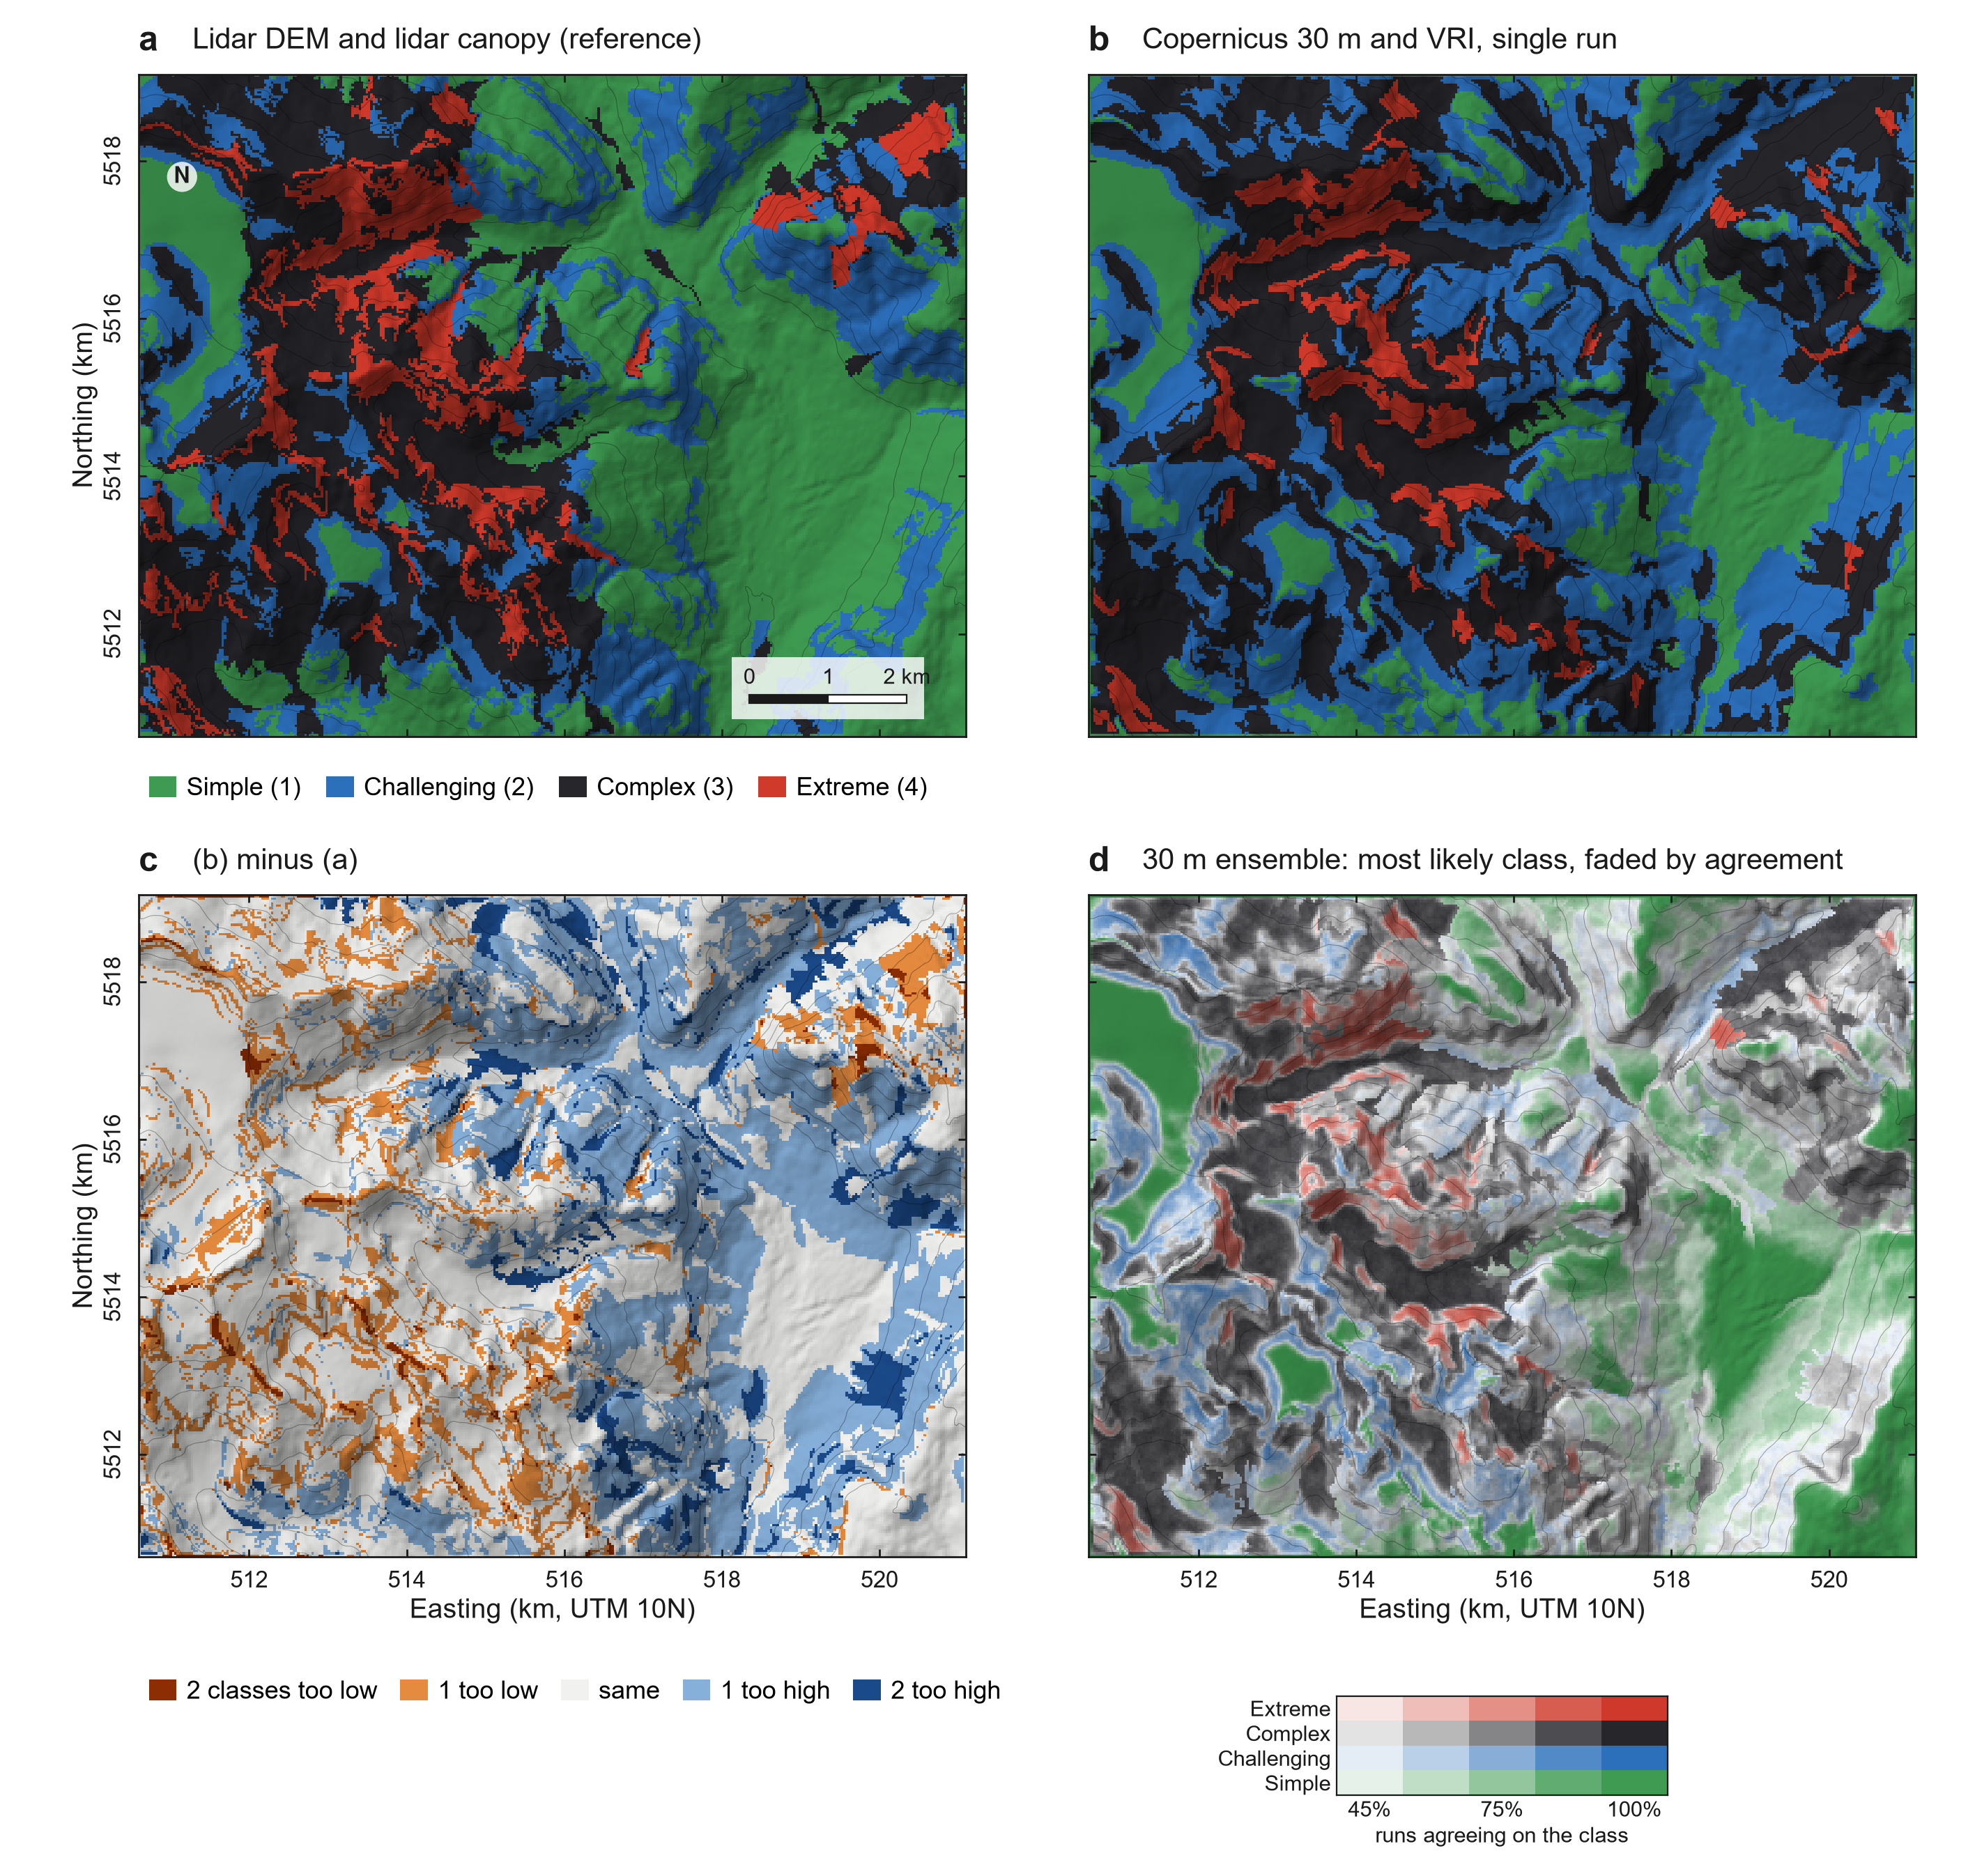 a Lidar DEM and lidar canopy (reference)
b Copernicus 30 m and VRI, single run
N
5518
5516
5514
5512
Northing (km)
0 1 2 km
Simple (1) Challenging (2) Complex (3) Extreme (4)
c (b) minus (a)
d 30 m ensemble: most likely class, faded by agreement
5518
5516
5514
5512
Northing (km)
512 514 516 518 520
Easting (km, UTM 10N)
512 514 516 518 520
Easting (km, UTM 10N)
2 classes too low 1 too low same 1 too high 2 too high
Extreme
Complex
Challenging
Simple
45% 75% 100%
runs agreeing on the class